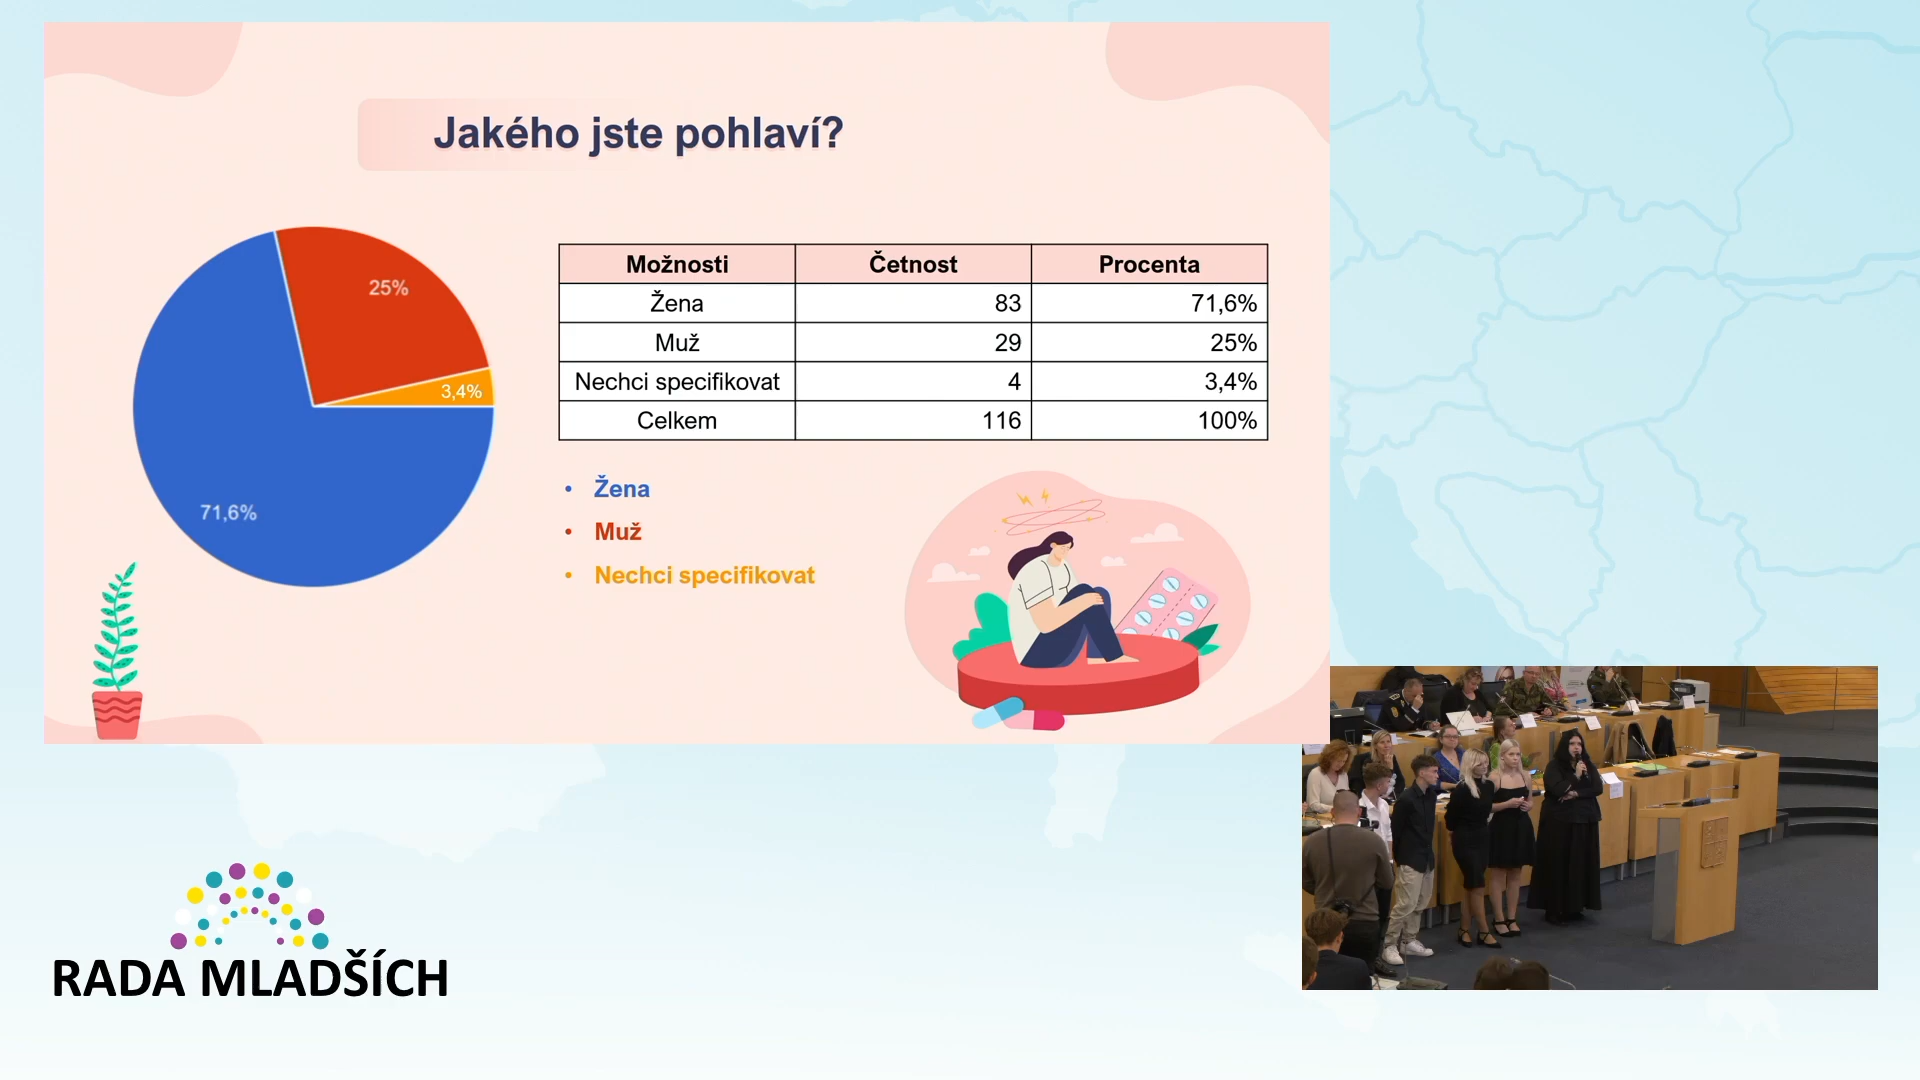 Jakého jste pohlaví?
25%
3,4%
71,6%
Možnosti Četnost Procenta
Žena 83 71,6%
Muž 29 25%
Nechci specifikovat 4 3,4%
Celkem 116 100%
• Žena
• Muž
• Nechci specifikovat
RADA MLADŠÍCH